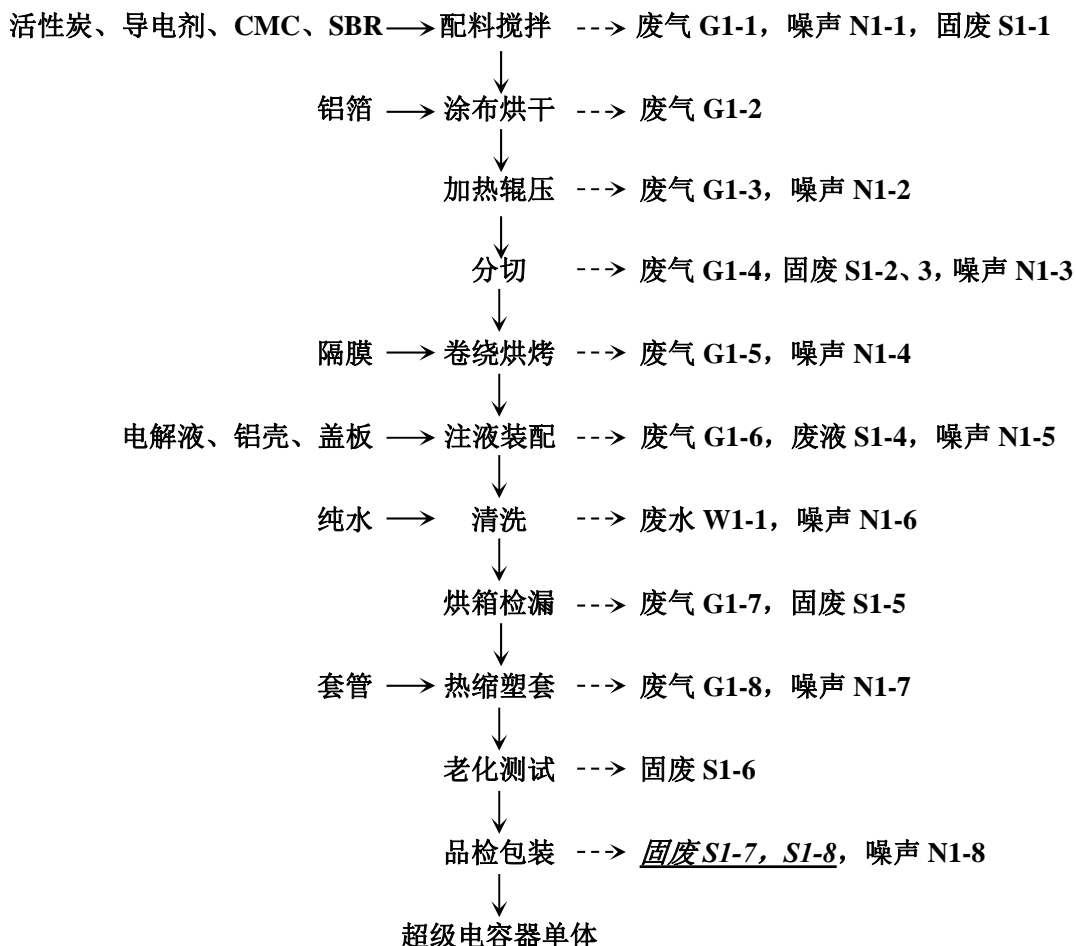 活性炭、导电剂、CMC、SBR 配料搅拌 废气 G1-1，噪声 N1-1，固废 S1-1
铝箔 涂布烘干 废气 G1-2
加热辊压 废气 G1-3，噪声 N1-2
分切 废气 G1-4，固废 S1-2、3，噪声 N1-3
隔膜 卷绕烘烤 废气 G1-5，噪声 N1-4
电解液、铝壳、盖板 注液装配 废气 G1-6，废液 S1-4，噪声 N1-5
纯水 清洗 废水 W1-1，噪声 N1-6
烘箱检漏 废气 G1-7，固废 S1-5
套管 热缩塑套 废气 G1-8，噪声 N1-7
老化测试 固废 S1-6
品检包装 固废 S1-7，S1-8，噪声 N1-8
超级电容器单体